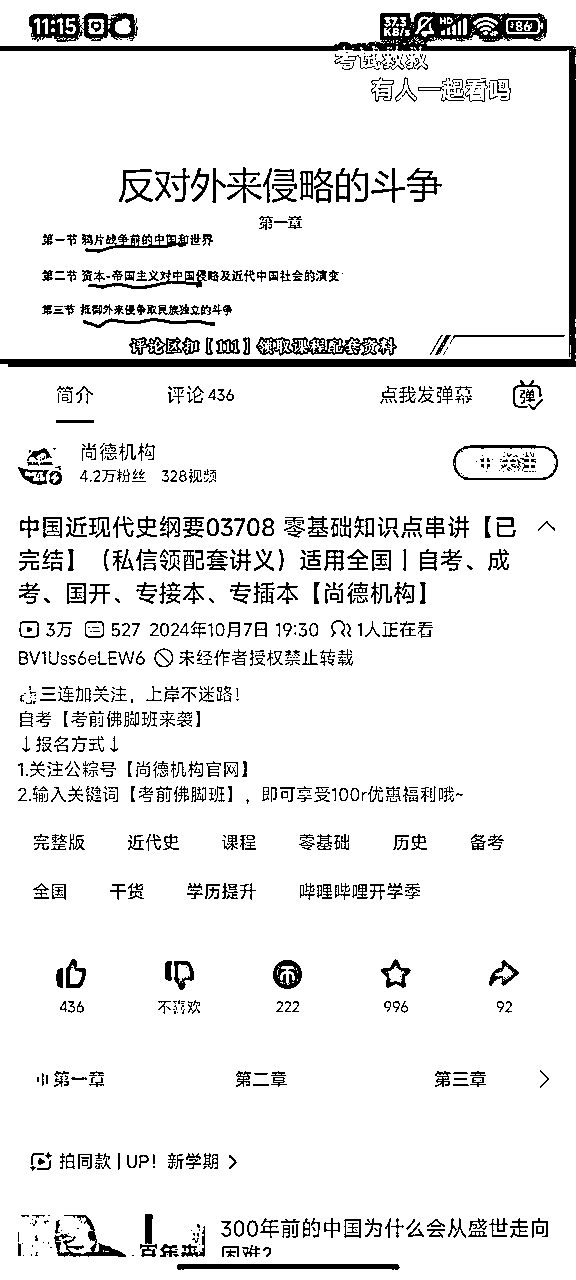 11:15
37.3 KB/s HD 86
考试救救
有人一起看吗
反对外来侵略的斗争
第一章
第一节 鸦片战争前的中国和世界
第二节 资本-帝国主义对中国侵略及近代中国社会的演变
第三节 抵御外来侵争取民族独立的斗争
评论区扣【111】领取课程配套资料
简介 评论 436 点我发弹幕 弹
尚德机构
4.2万粉丝 328视频
+ 关注
中国近现代史纲要03708 零基础知识点串讲【已
完结】（私信领配套讲义）适用全国丨自考、成
考、国开、专接本、专插本【尚德机构】
3万 527 2024年10月7日 19:30 1人正在看
BV1Uss6eLEW6 未经作者授权禁止转载
三连加关注，上岸不迷路！
自考【考前佛脚班来袭】
↓报名方式↓
1.关注公粽号【尚德机构官网】
2.输入关键词【考前佛脚班】，即可享受100r优惠福利哦~
完整版 近代史 课程 零基础 历史 备考
全国 干货 学历提升 哔哩哔哩开学季
436 不喜欢 222 996 92
第一章 第二章 第三章
拍同款 | UP！新学期
300年前的中国为什么会从盛世走向
困难？
百年来